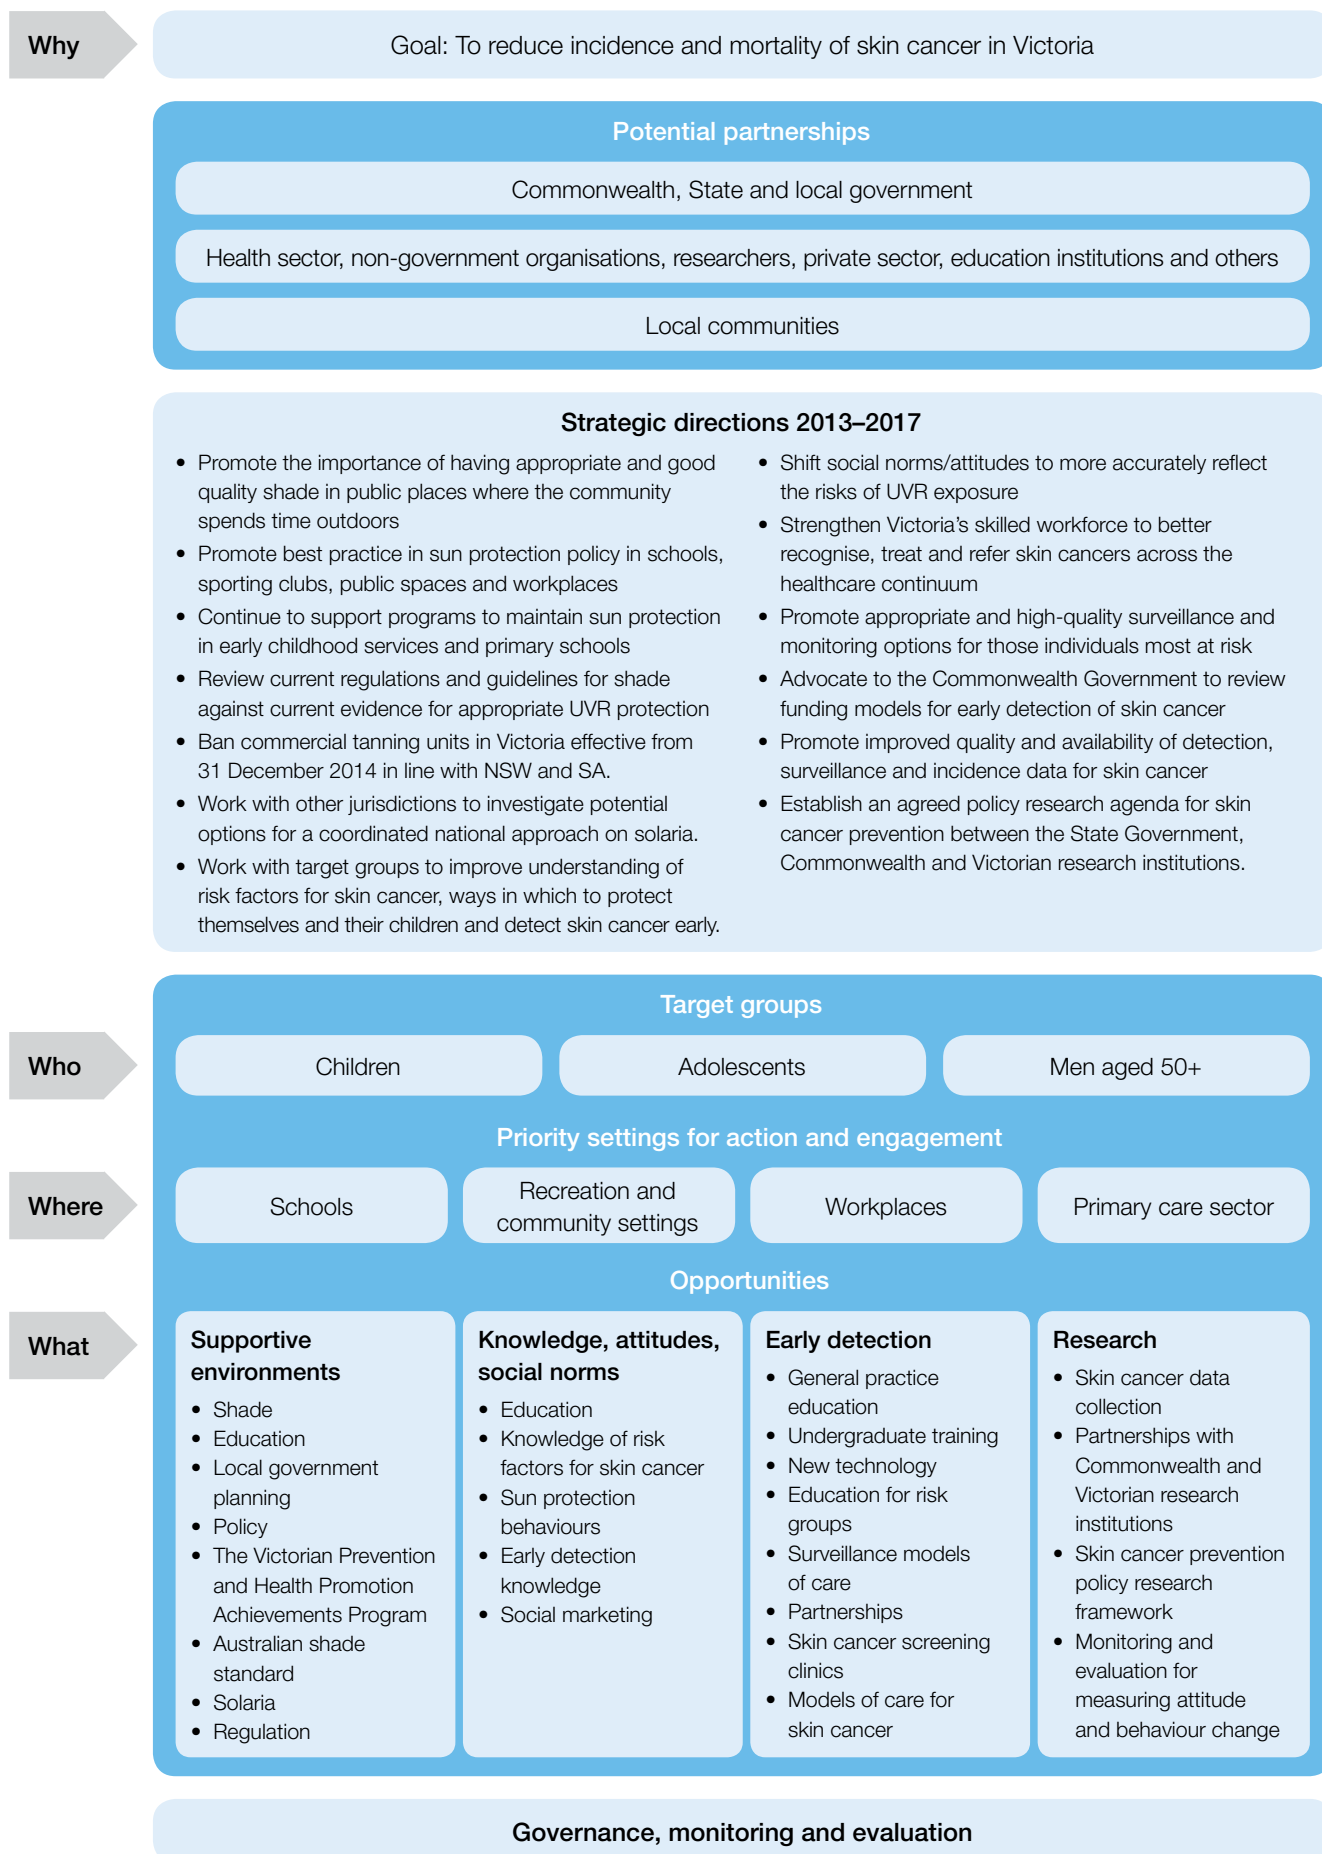 Why
Goal: To reduce incidence and mortality of skin cancer in Victoria
Potential partnerships
Commonwealth, State and local government
Health sector, non-government organisations, researchers, private sector, education institutions and others
Local communities
Strategic directions 2013–2017
• Promote the importance of having appropriate and good
quality shade in public places where the community
spends time outdoors
• Promote best practice in sun protection policy in schools,
sporting clubs, public spaces and workplaces
• Continue to support programs to maintain sun protection
in early childhood services and primary schools
• Review current regulations and guidelines for shade
against current evidence for appropriate UVR protection
• Ban commercial tanning units in Victoria effective from
31 December 2014 in line with NSW and SA.
• Work with other jurisdictions to investigate potential
options for a coordinated national approach on solaria.
• Work with target groups to improve understanding of
risk factors for skin cancer, ways in which to protect
themselves and their children and detect skin cancer early.
• Shift social norms/attitudes to more accurately reflect
the risks of UVR exposure
• Strengthen Victoria’s skilled workforce to better
recognise, treat and refer skin cancers across the
healthcare continuum
• Promote appropriate and high-quality surveillance and
monitoring options for those individuals most at risk
• Advocate to the Commonwealth Government to review
funding models for early detection of skin cancer
• Promote improved quality and availability of detection,
surveillance and incidence data for skin cancer
• Establish an agreed policy research agenda for skin
cancer prevention between the State Government,
Commonwealth and Victorian research institutions.
Target groups
Who
Children
Adolescents
Men aged 50+
Priority settings for action and engagement
Where
Schools
Recreation and
community settings
Workplaces
Primary care sector
Opportunities
What
Supportive
environments
• Shade
• Education
• Local government
planning
• Policy
• The Victorian Prevention
and Health Promotion
Achievements Program
• Australian shade
standard
• Solaria
• Regulation
Knowledge, attitudes,
social norms
• Education
• Knowledge of risk
factors for skin cancer
• Sun protection
behaviours
• Early detection
knowledge
• Social marketing
Early detection
• General practice
education
• Undergraduate training
• New technology
• Education for risk
groups
• Surveillance models
of care
• Partnerships
• Skin cancer screening
clinics
• Models of care for
skin cancer
Research
• Skin cancer data
collection
• Partnerships with
Commonwealth and
Victorian research
institutions
• Skin cancer prevention
policy research
framework
• Monitoring and
evaluation for
measuring attitude
and behaviour change
Governance, monitoring and evaluation